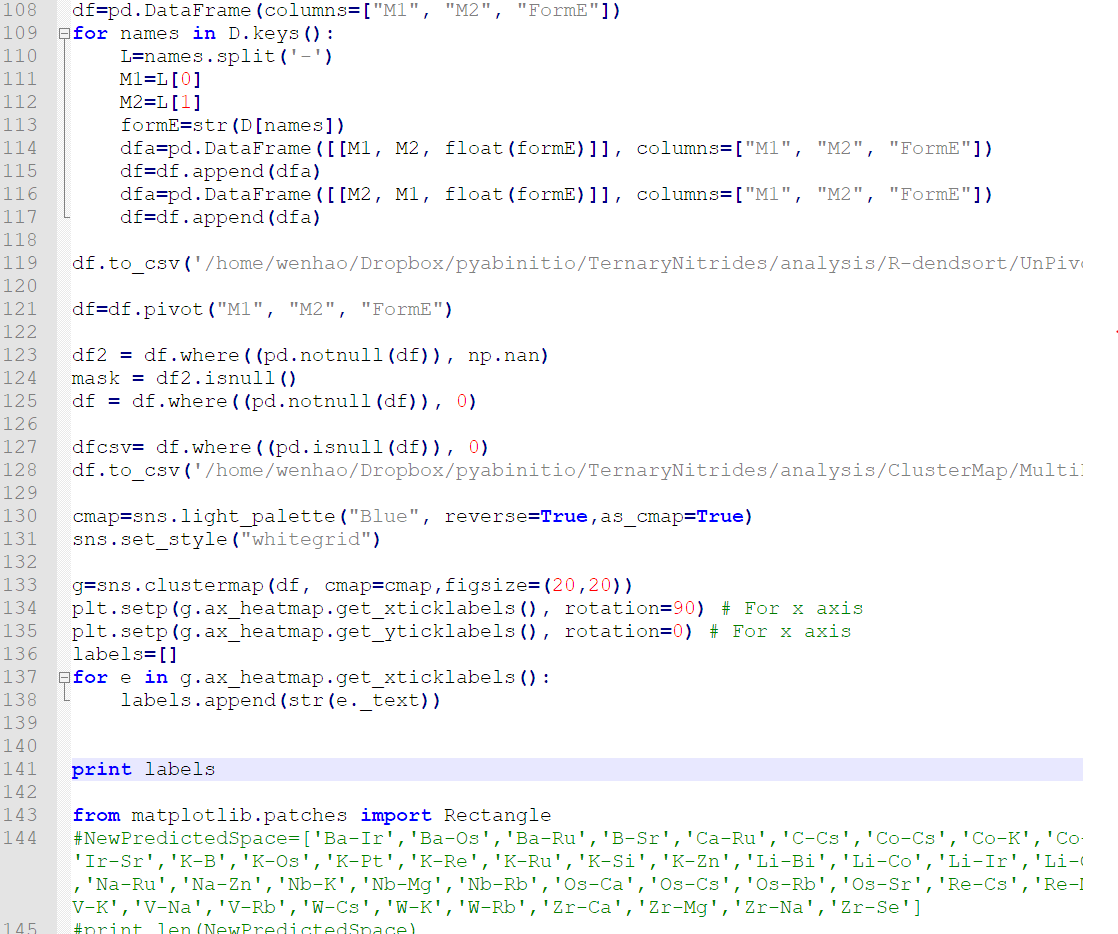 108 df=pd.DataFrame(columns=["M1", "M2", "FormE"])
109 for names in D.keys():
110     L=names.split('-')
111     M1=L[0]
112     M2=L[1]
113     formE=str(D[names])
114     dfa=pd.DataFrame([[M1, M2, float(formE)]], columns=["M1", "M2", "FormE"])
115     df=df.append(dfa)
116     dfa=pd.DataFrame([[M2, M1, float(formE)]], columns=["M1", "M2", "FormE"])
117     df=df.append(dfa)
118
119 df.to_csv('/home/wenhao/Dropbox/pyabinitio/TernaryNitrides/analysis/R-dendsort/UnPiv
120
121 df=df.pivot("M1", "M2", "FormE")
122
123 df2 = df.where((pd.notnull(df)), np.nan)
124 mask = df2.isnull()
125 df = df.where((pd.notnull(df)), 0)
126
127 dfcsv= df.where((pd.isnull(df)), 0)
128 df.to_csv('/home/wenhao/Dropbox/pyabinitio/TernaryNitrides/analysis/ClusterMap/Multi
129
130 cmap=sns.light_palette("Blue", reverse=True,as_cmap=True)
131 sns.set_style("whitegrid")
132
133 g=sns.clustermap(df, cmap=cmap,figsize=(20,20))
134 plt.setp(g.ax_heatmap.get_xticklabels(), rotation=90) # For x axis
135 plt.setp(g.ax_heatmap.get_yticklabels(), rotation=0) # For x axis
136 labels=[]
137 for e in g.ax_heatmap.get_xticklabels():
138     labels.append(str(e._text))
139
140
141 print labels
142
143 from matplotlib.patches import Rectangle
144 #NewPredictedSpace=['Ba-Ir','Ba-Os','Ba-Ru','B-Sr','Ca-Ru','C-Cs','Co-Cs','Co-K','Co-
'Ir-Sr','K-B','K-Os','K-Pt','K-Re','K-Ru','K-Si','K-Zn','Li-Bi','Li-Co','Li-Ir','Li-
,'Na-Ru','Na-Zn','Nb-K','Nb-Mg','Nb-Rb','Os-Ca','Os-Cs','Os-Rb','Os-Sr','Re-Cs','Re-
V-K','V-Na','V-Rb','W-Cs','W-K','W-Rb','Zr-Ca','Zr-Mg','Zr-Na','Zr-Se']
145 #print len(NewPredictedSpace)